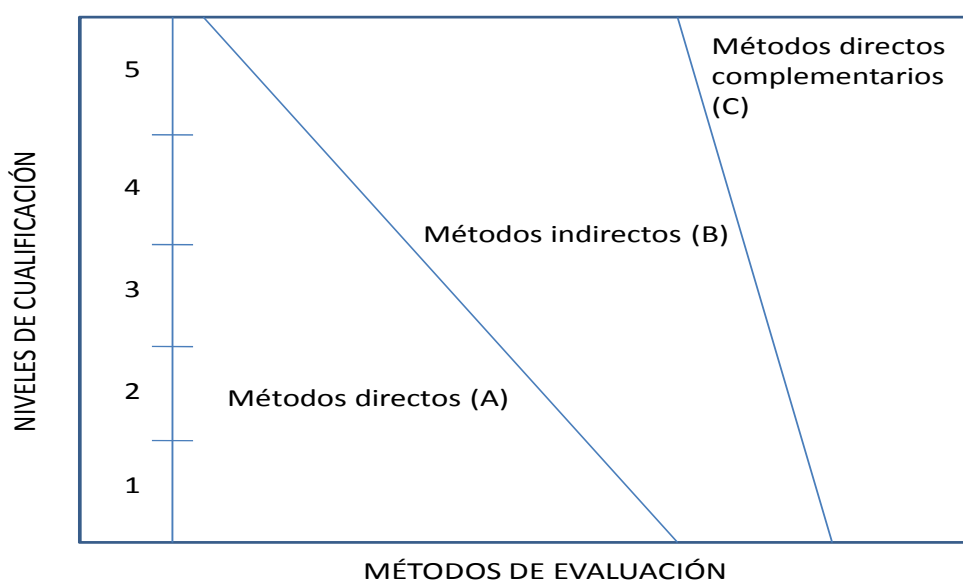 Métodos directos
complementarios
(C)
5
4
Métodos indirectos (B)
3
2
Métodos directos (A)
1
NIVELES DE CUALIFICACIÓN
MÉTODOS DE EVALUACIÓN